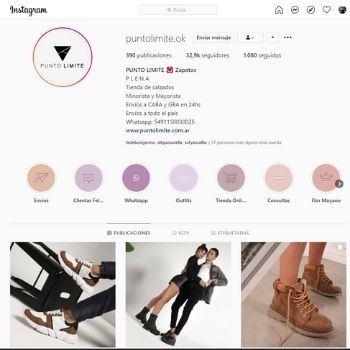 Instagram
Busca
puntolimite.ok
Enviar mensaje
390 publicaciones 32,9k seguidores 1.080 seguidos
PUNTO LIMITE
PUNTO LIMITE Zapatos
P L E N A
Tienda de calzados
Minorista y Mayorista
Envíos a CABA y GBA en 24hs
Envíos a todo el país
Whatsapp: 5491150030025
www.puntolimite.com.ar
y 17 personas más siguen esta cuenta
Envíos
Clientas Fel...
Whatsapp
Outfits
Tienda Onli...
Consultas
Flor Moyano
PUBLICACIONES
IGTV
ETIQUETADAS